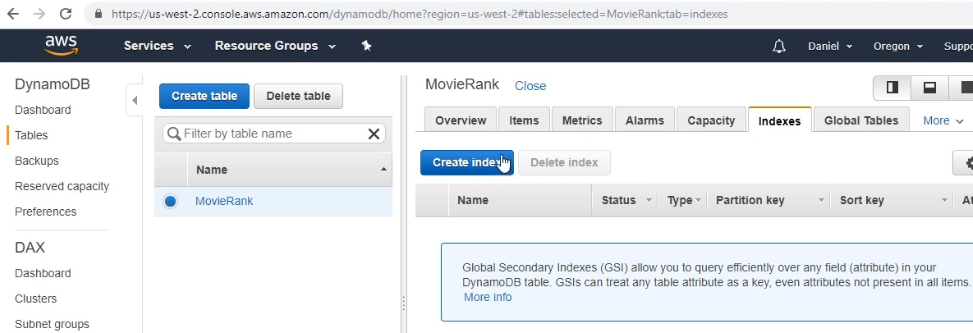 https://us-west-2.console.aws.amazon.com/dynamodb/home?region=us-west-2#tables:selected=MovieRank;tab=indexes
aws Services Resource Groups Daniel Oregon
DynamoDB
Dashboard
Tables
Backups
Reserved capacity
Preferences
DAX
Dashboard
Clusters
Subnet groups
Create table Delete table
Filter by table name
Name
MovieRank
MovieRank Close
Overview Items Metrics Alarms Capacity Indexes Global Tables More
Create index Delete index
Name Status Type Partition key Sort key
Global Secondary Indexes (GSI) allow you to query efficiently over any field (attribute) in your
DynamoDB table. GSIs can treat any table attribute as a key, even attributes not present in all items.
More info